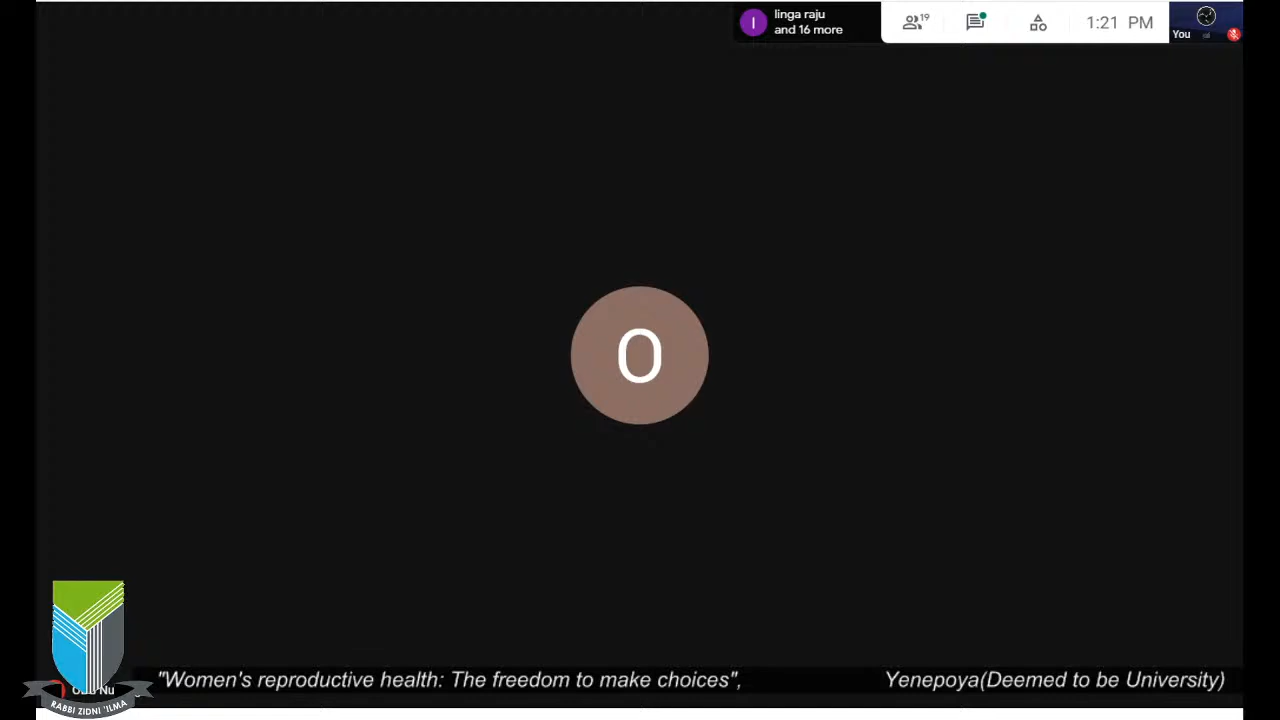 linga raju
and 16 more
19
1:21 PM
You
I
O
"Women's reproductive health: The freedom to make choices",
Yenepoya(Deemed to be University)
Nu
RABBI ZIDNI 'ILMA